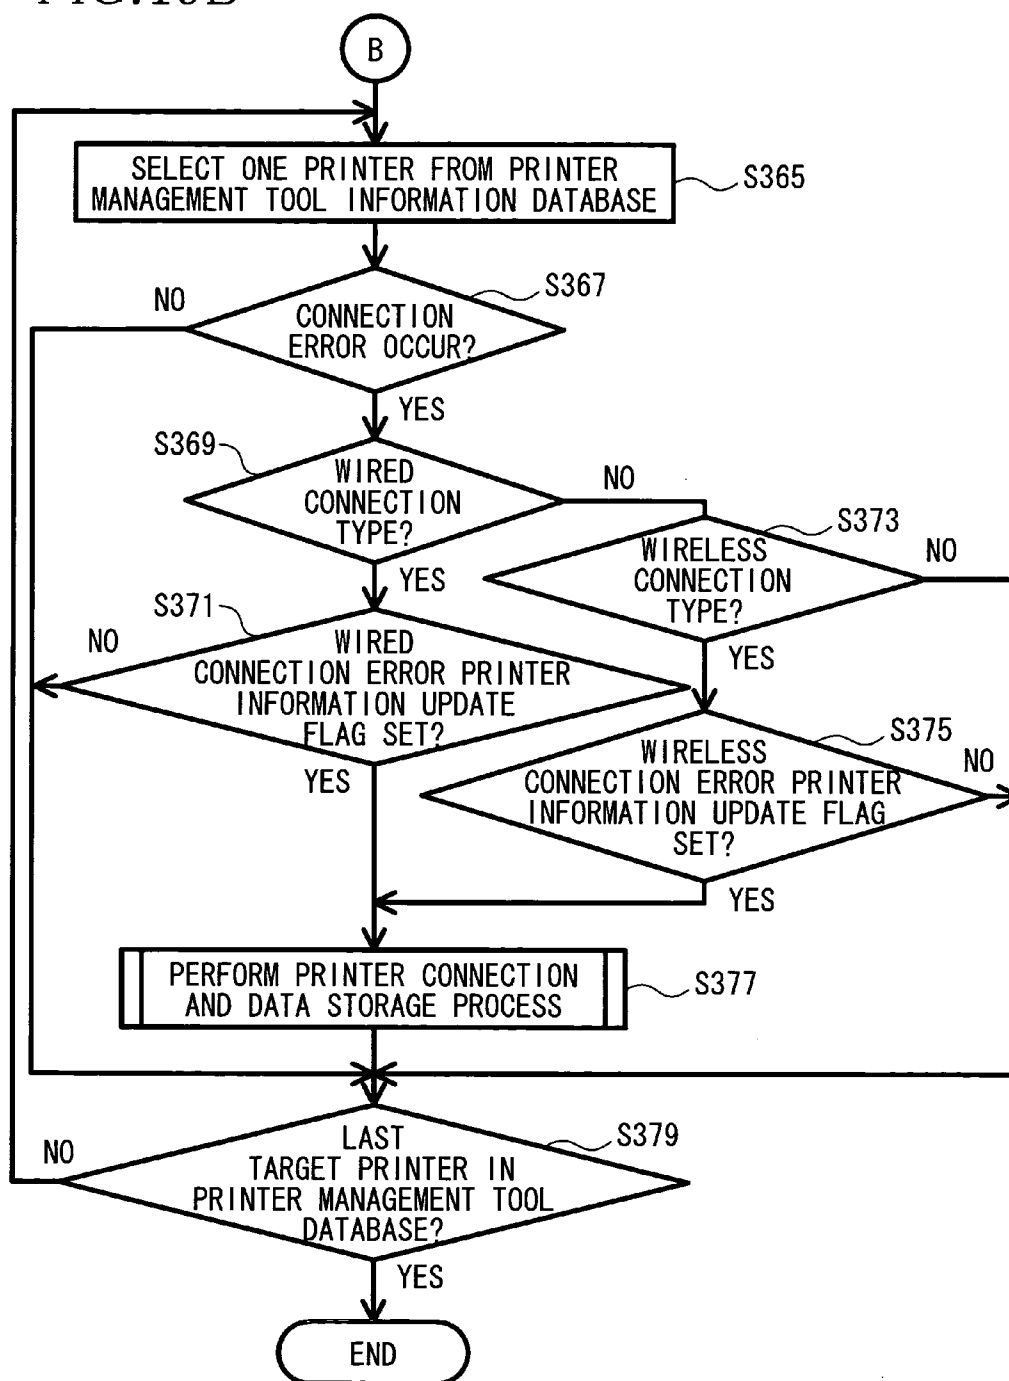 B
SELECT ONE PRINTER FROM PRINTER
MANAGEMENT TOOL INFORMATION DATABASE
S365
S367
NO
CONNECTION
ERROR OCCUR?
YES
S369
WIRED
CONNECTION
TYPE?
NO
S373
WIRELESS
CONNECTION
TYPE?
NO
YES
S371
NO
WIRED
CONNECTION ERROR PRINTER
INFORMATION UPDATE
FLAG SET?
YES
YES
S375
WIRELESS
CONNECTION ERROR PRINTER
INFORMATION UPDATE FLAG
SET?
NO
YES
PERFORM PRINTER CONNECTION
AND DATA STORAGE PROCESS
S377
S379
NO
LAST
TARGET PRINTER IN
PRINTER MANAGEMENT TOOL
DATABASE?
YES
END